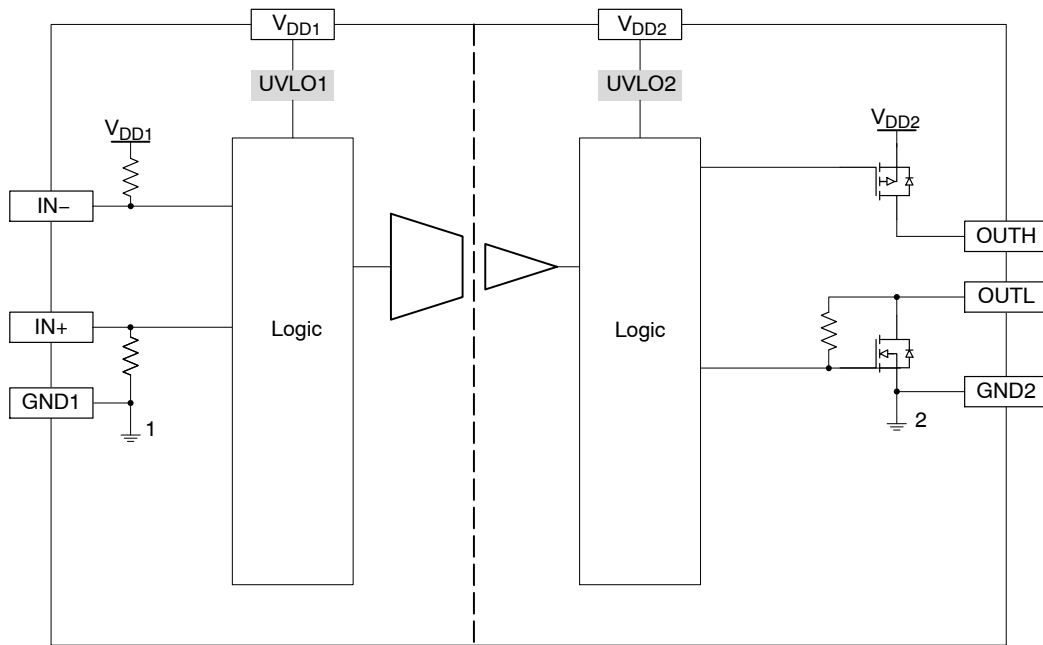 VDD1
VDD2
UVLO1
UVLO2
VDD1
VDD2
IN−
OUTH
OUTL
IN+
Logic
Logic
GND1
GND2
1
2